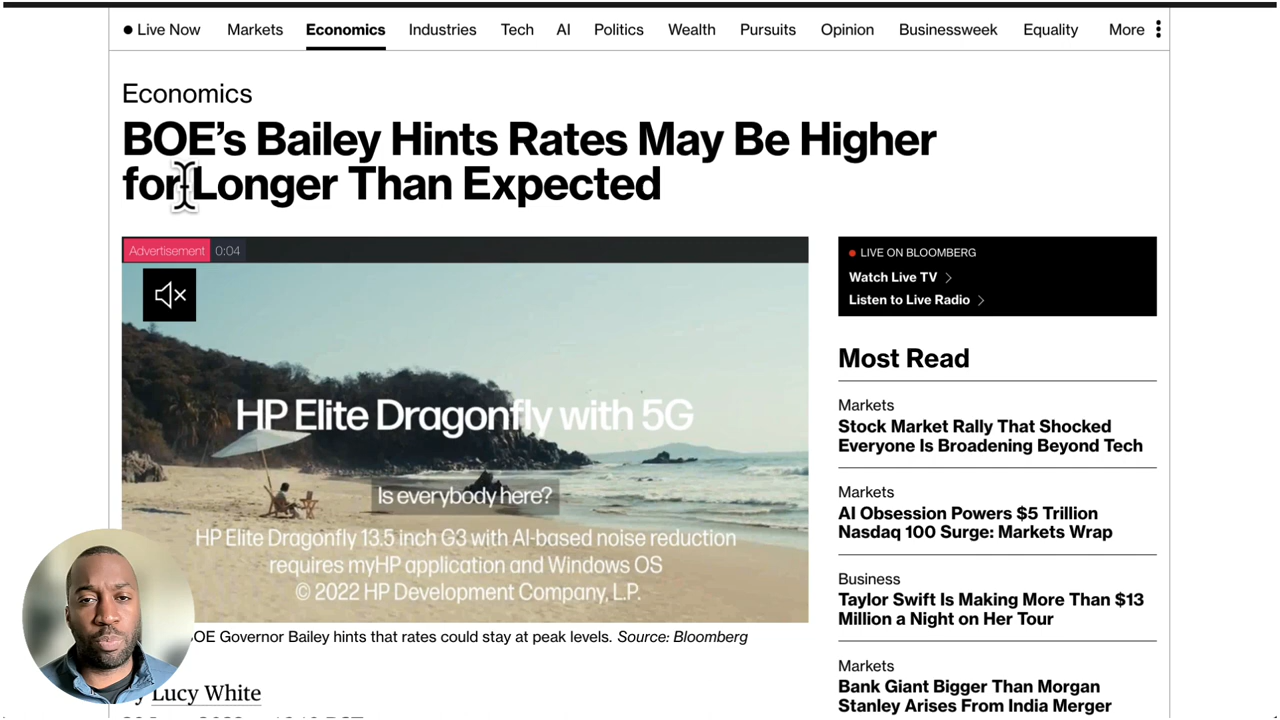 Live Now Markets Economics Industries Tech AI Politics Wealth Pursuits Opinion Businessweek Equality More
Economics
BOE's Bailey Hints Rates May Be Higher
for Longer Than Expected
Advertisement 0:04
HP Elite Dragonfly with 5G
Is everybody here?
HP Elite Dragonfly 13.5 inch G3 with AI-based noise reduction
requires myHP application and Windows OS
© 2022 HP Development Company, L.P.
OE Governor Bailey hints that rates could stay at peak levels. Source: Bloomberg
Lucy White
LIVE ON BLOOMBERG
Watch Live TV
Listen to Live Radio
Most Read
Markets
Stock Market Rally That Shocked
Everyone Is Broadening Beyond Tech
Markets
AI Obsession Powers $5 Trillion
Nasdaq 100 Surge: Markets Wrap
Business
Taylor Swift Is Making More Than $13
Million a Night on Her Tour
Markets
Bank Giant Bigger Than Morgan
Stanley Arises From India Merger